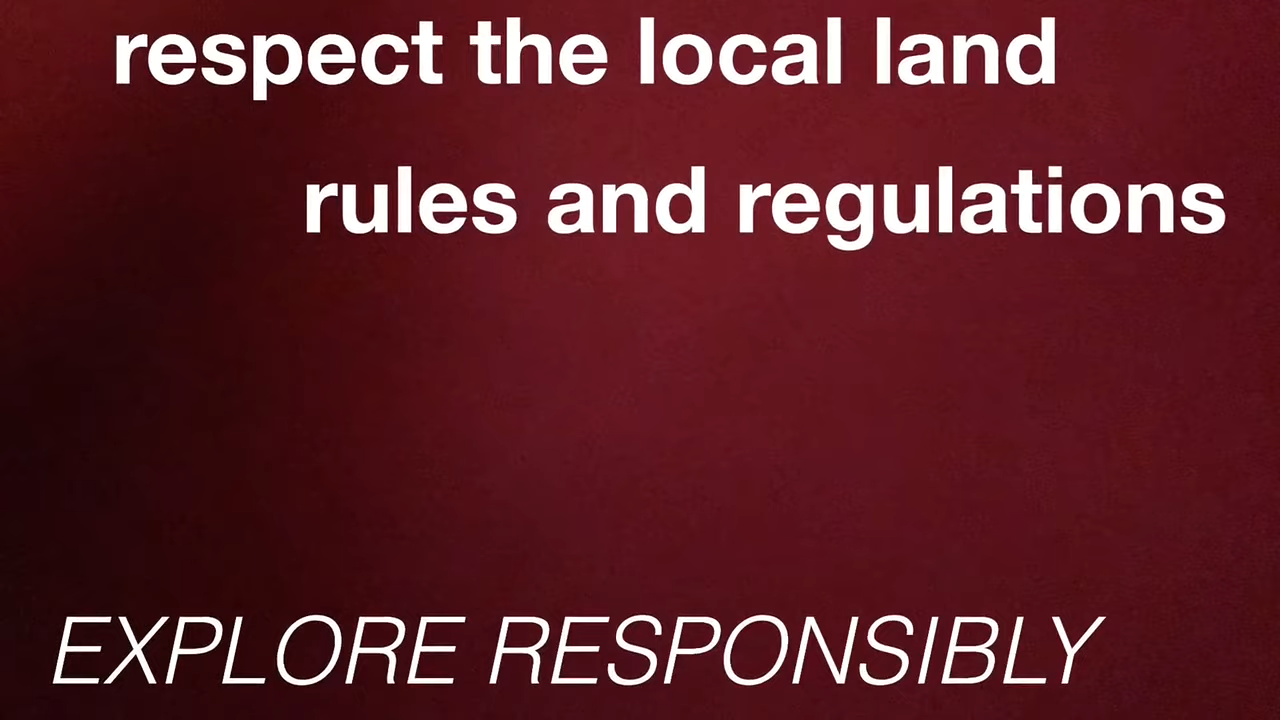 respect the local land
rules and regulations
EXPLORE RESPONSIBLY